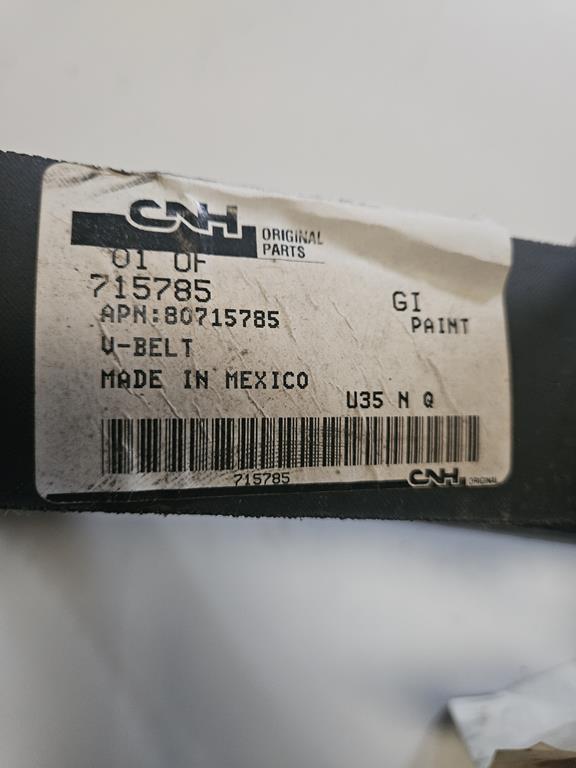 CNH ORIGINAL
PARTS
01 OF
715785
GI
APN:80715785
PAINT
V-BELT
MADE IN MEXICO
U35 N Q
715785
CNH ORIGINAL